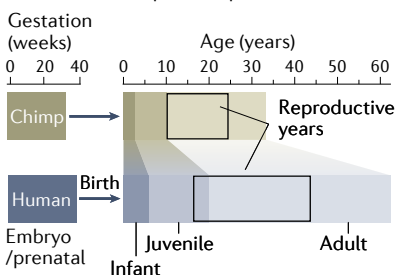 Gestation
(weeks)
Age (years)
0 20 40
0 10 20 30 40 50 60
Chimp
Reproductive
years
Birth
Human
Embryo
/prenatal
Juvenile
Adult
Infant